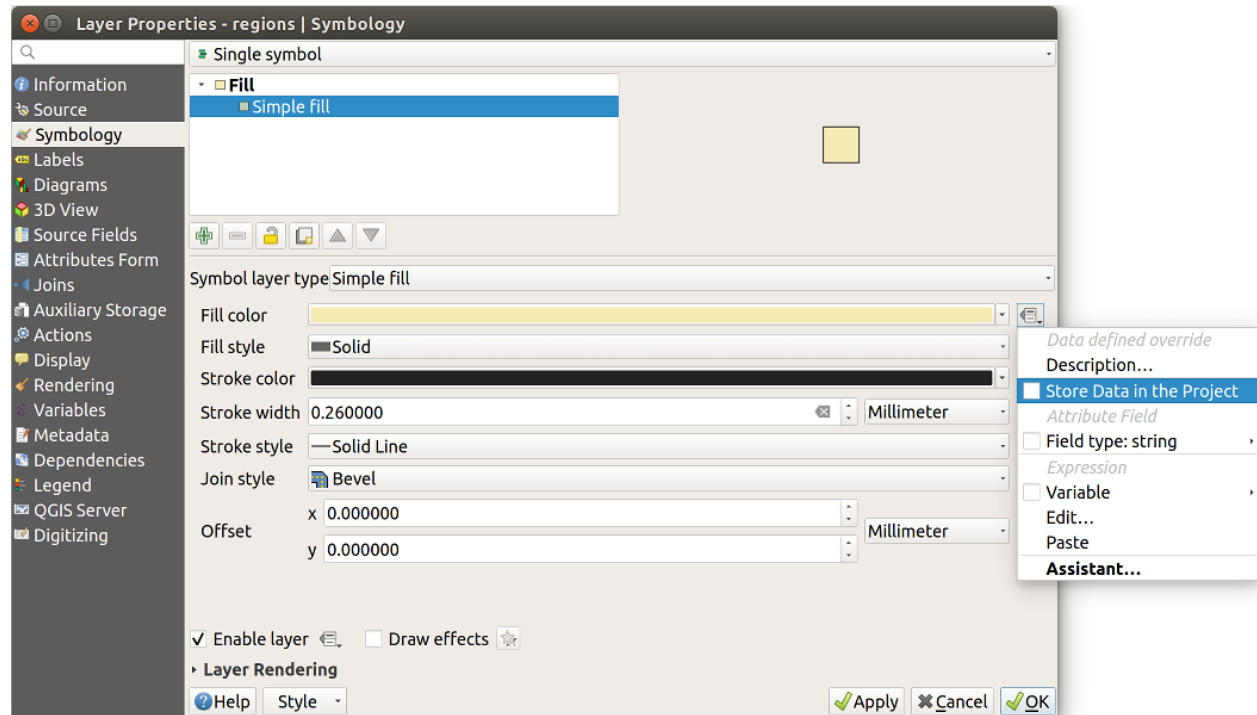 Layer Properties - regions | Symbology
Single symbol
Information
Source
Symbology
Labels
Diagrams
3D View
Source Fields
Attributes Form
Joins
Auxiliary Storage
Actions
Display
Rendering
Variables
Metadata
Dependencies
Legend
QGIS Server
Digitizing
Fill
Simple fill
Symbol layer type Simple fill
Fill color
Fill style Solid
Stroke color
Stroke width 0.260000 Millimeter
Stroke style Solid Line
Join style Bevel
Offset x 0.000000 Millimeter
y 0.000000
Enable layer Draw effects
Layer Rendering
Help Style Apply Cancel OK
Data defined override
Description...
Store Data in the Project
Attribute Field
Field type: string
Expression
Variable
Edit...
Paste
Assistant...